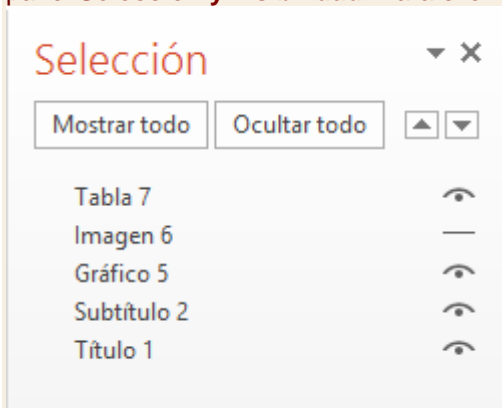 Selección
Mostrar todo Ocultar todo
Tabla 7
Imagen 6
Gráfico 5
Subtítulo 2
Título 1